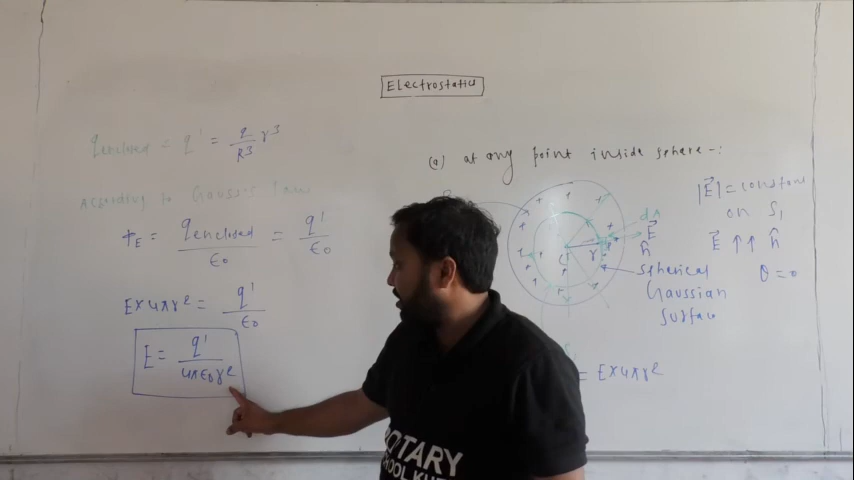 Electrostatics
qenclosed = q' = q/R³ r³
According to Gauss's law
ϕE = qenclosed/ε₀ = q'/ε₀
E×4πr² = q'/ε₀
E = q'/4πε₀r²
(a) at any point inside sphere -:
|E⃗| = constant
on S₁
E⃗ ↑↑ n̂
θ = 0
dA
E⃗
n̂
r
C
+ + + + + + + +
spherical
Gaussian
surface
= E×4πr²
ROTARY